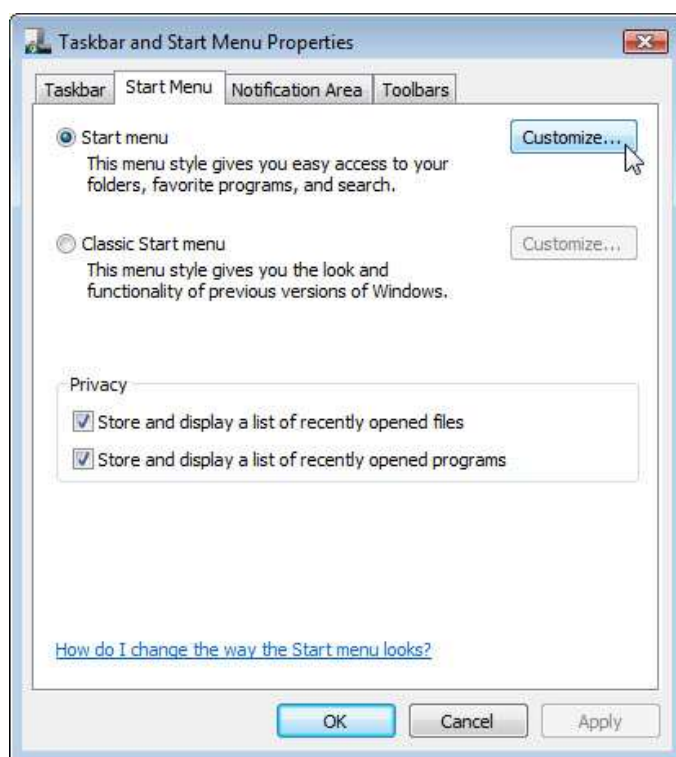 Taskbar and Start Menu Properties
Taskbar Start Menu Notification Area Toolbars
Start menu Customize...
This menu style gives you easy access to your
folders, favorite programs, and search.
Classic Start menu Customize...
This menu style gives you the look and
functionality of previous versions of Windows.
Privacy
Store and display a list of recently opened files
Store and display a list of recently opened programs
How do I change the way the Start menu looks?
OK Cancel Apply